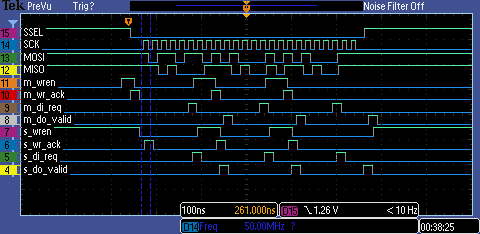 Tek PreVu Trig? Noise Filter Off
T
15 SSEL
14 SCK
13 MOSI
12 MISO
11 m_wren
10 m_wr_ack
3 m_di_req
8 m_do_valid
7 s_wren
6 s_wr_ack
5 s_di_req
4 s_do_valid
100ns 261.000ns D15 1.26 V < 10 Hz
D14 Freq 50.00MHz ? 00:38:25